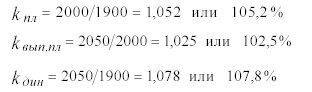 k пл = 2000/1900 = 1,052 или 105,2 %
k вып.пл = 2050/2000 = 1,025 или 102,5%
k дин = 2050/1900 = 1,078 или 107,8 %